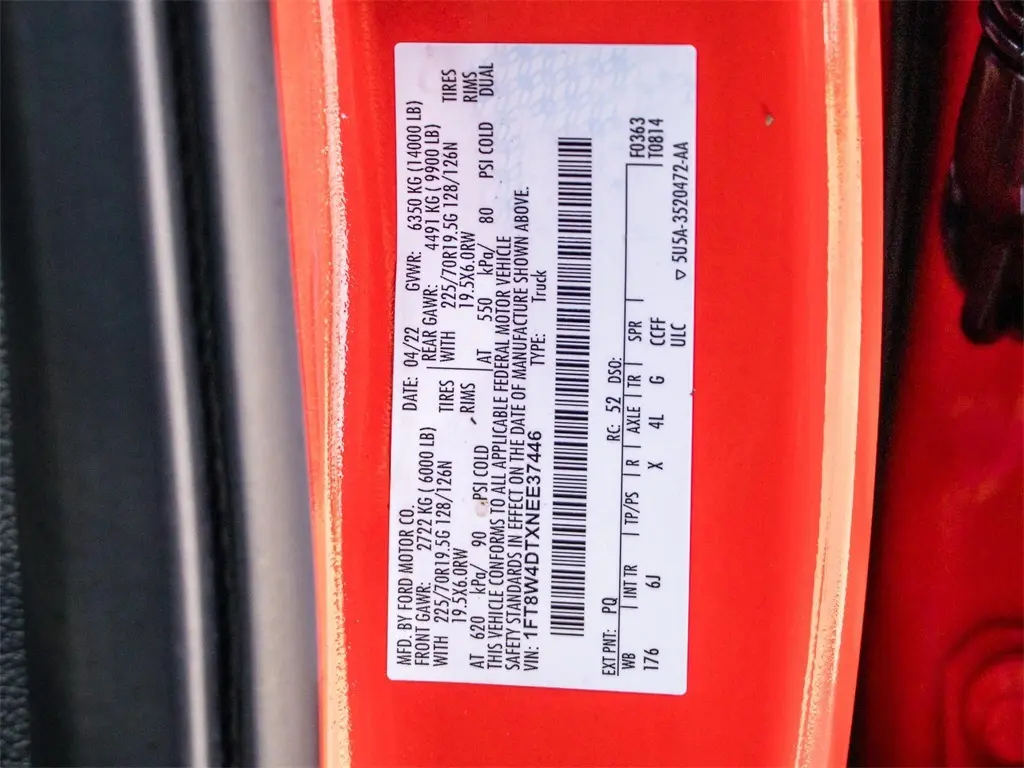 MFD. BY FORD MOTOR CO. DATE: 04/22 GVWR: 6350 KG (14000 LB)
FRONT GAWR: 2722 KG ( 6000 LB) REAR GAWR: 4491 KG ( 9900 LB)
WITH 225/70R19.5G 128/126N TIRES WITH 225/70R19.5G 128/126N TIRES
19.5X6.0RW RIMS 19.5X6.0RW RIMS
AT 620 kPa/ 90 PSI COLD AT 550 kPa/ 80 PSI COLD DUAL
THIS VEHICLE CONFORMS TO ALL APPLICABLE FEDERAL MOTOR VEHICLE
SAFETY STANDARDS IN EFFECT ON THE DATE OF MANUFACTURE SHOWN ABOVE.
VIN: 1FT8W4DTXNEE37446 TYPE: Truck
EXT PNT: PQ RC: 52 DSO: F0363
WB INT TR TP/PS R AXLE TR SPR T0814
176 6J X 4L G CCFF
ULC ▽ 5U5A-3520472-AA